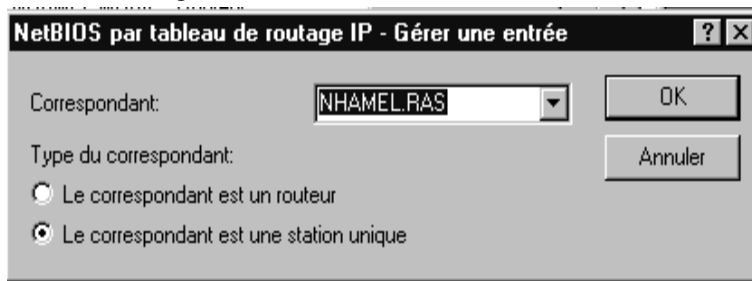 NetBIOS par tableau de routage IP - Gérer une entrée
Correspondant:
NHAMEL.RAS
OK
Type du correspondant:
Annuler
Le correspondant est un routeur
Le correspondant est une station unique